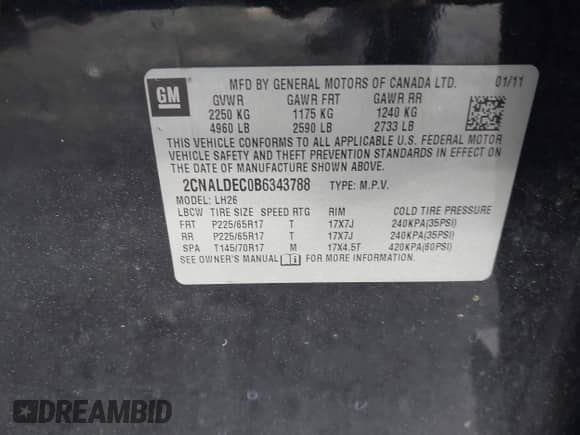 GM
MFD BY GENERAL MOTORS OF CANADA LTD. 01/11
GVWR GAWR FRT GAWR RR
2250 KG 1175 KG 1240 KG
4960 LB 2590 LB 2733 LB
THIS VEHICLE CONFORMS TO ALL APPLICABLE U.S. FEDERAL MOTOR
VEHICLE SAFETY AND THEFT PREVENTION STANDARDS IN EFFECT ON
THE DATE OF MANUFACTURE SHOWN ABOVE.
2CNALDEC0B6343788 TYPE: M.P.V.
MODEL: LH26
LBCW TIRE SIZE SPEED RTG RIM COLD TIRE PRESSURE
FRT P225/65R17 T 17X7J 240KPA(35PSI)
RR P225/65R17 T 17X7J 240KPA(35PSI)
SPA T145/70R17 M 17X4.5T 420KPA(60PSI)
SEE OWNER'S MANUAL FOR MORE INFORMATION.
DREAMBID